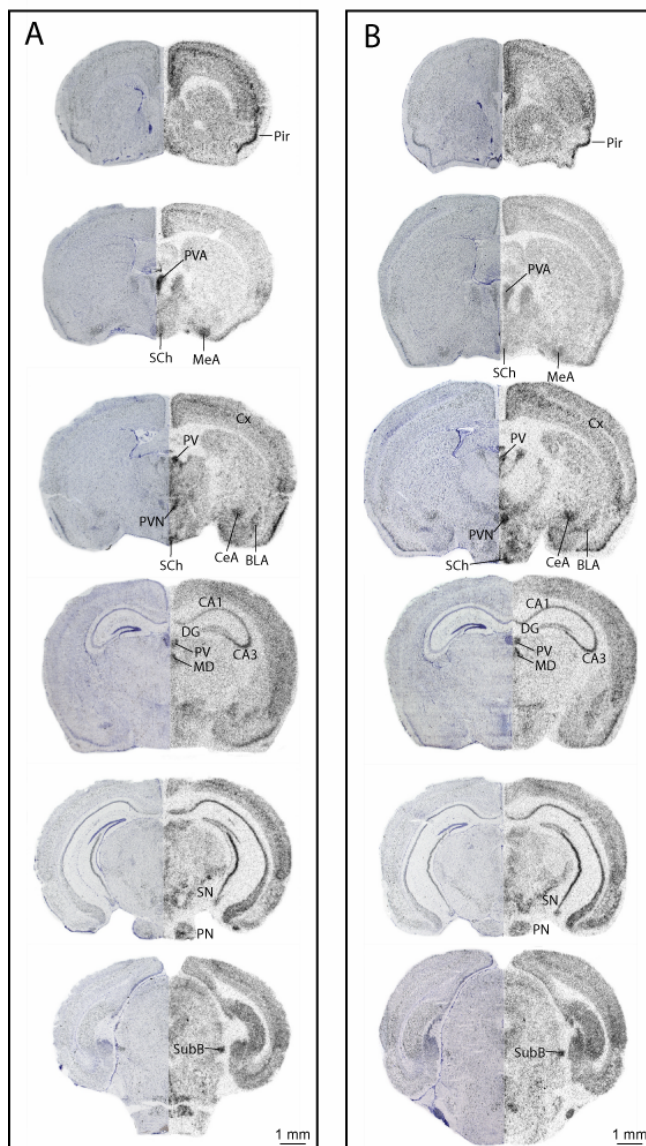 A
Pir
PVA
SCh
MeA
Cx
PV
PVN
CeA
BLA
SCh
CA1
DG
CA3
PV
MD
SN
PN
SubB
1 mm
B
Pir
PVA
SCh
MeA
Cx
PV
PVN
CeA
BLA
SCh
CA1
DG
CA3
PV
MD
SN
PN
SubB
1 mm